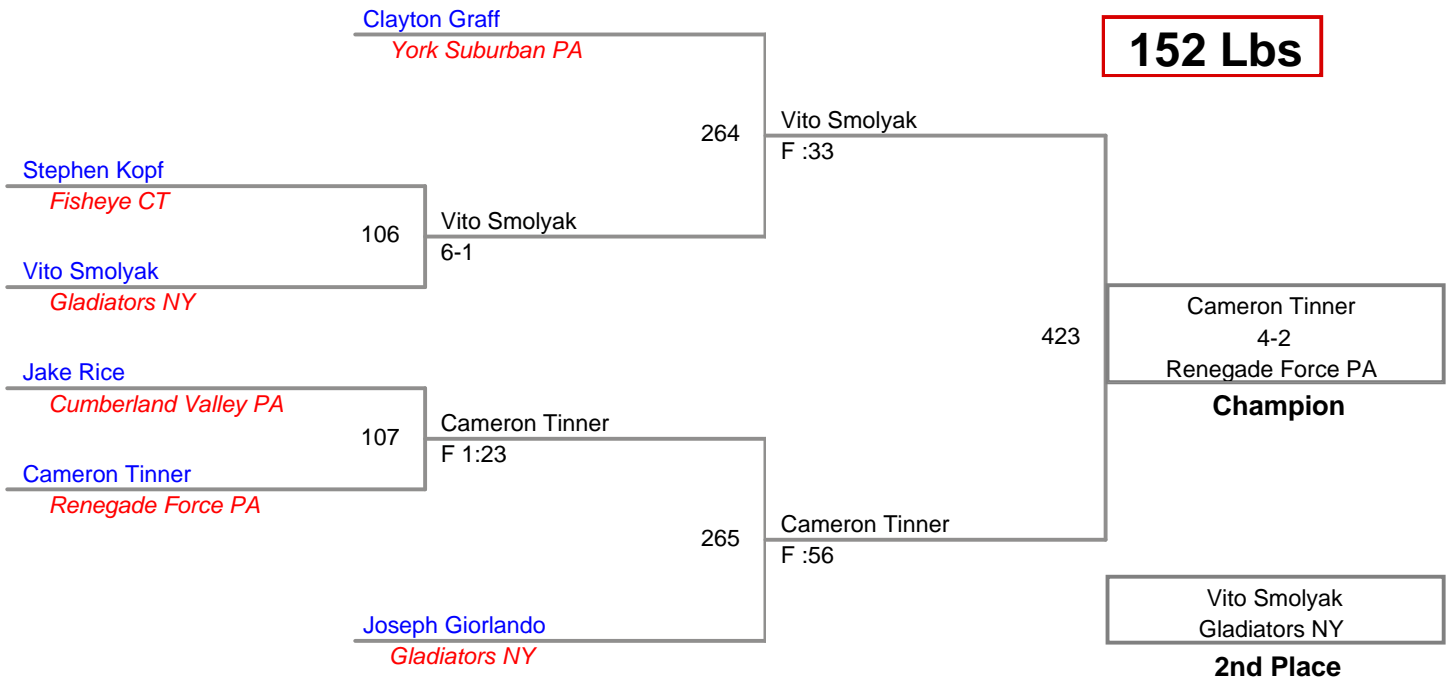 Clayton Graff
York Suburban PA
152 Lbs
264
Vito Smolyak
F :33
Stephen Kopf
Fisheye CT
106
Vito Smolyak
6-1
Vito Smolyak
Gladiators NY
423
Cameron Tinner
4-2
Renegade Force PA
Champion
Jake Rice
Cumberland Valley PA
107
Cameron Tinner
F 1:23
Cameron Tinner
Renegade Force PA
265
Cameron Tinner
F :56
Joseph Giorlando
Gladiators NY
Vito Smolyak
Gladiators NY
2nd Place